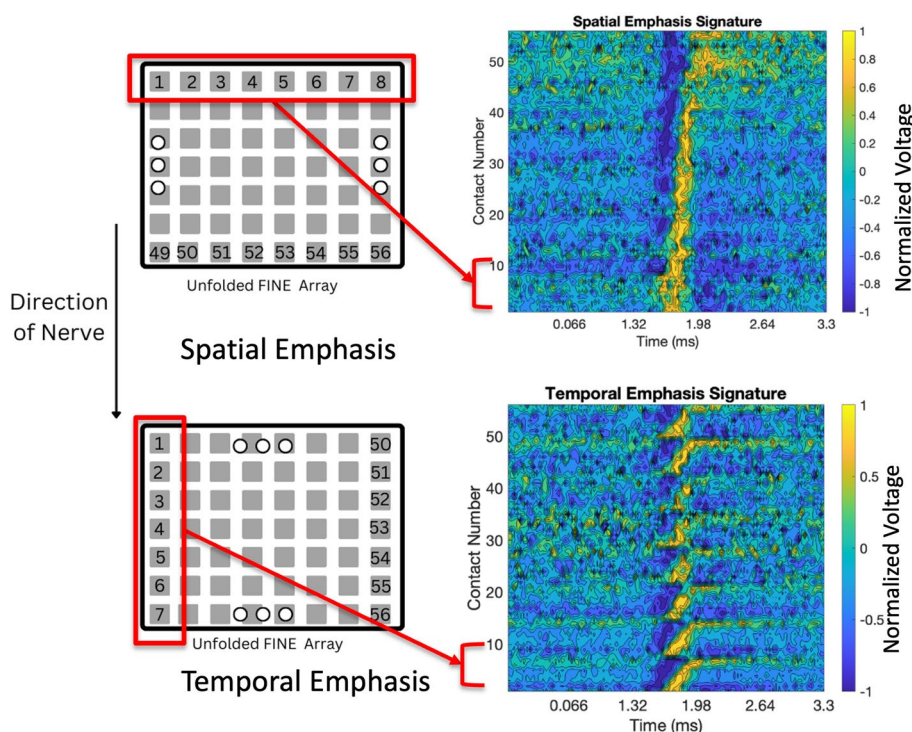 Spatial Emphasis Signature
1 2 3 4 5 6 7 8
49 50 51 52 53 54 55 56
Unfolded FINE Array
Direction
of Nerve
Spatial Emphasis
50
40
30
20
10
Contact Number
0.066 1.32 1.98 2.64 3.3
Time (ms)
1
0.8
0.6
0.4
0.2
0
-0.2
-0.4
-0.6
-0.8
-1
Normalized Voltage
Temporal Emphasis Signature
1 50
2 51
3 52
4 53
5 54
6 55
7 56
Unfolded FINE Array
Temporal Emphasis
50
40
30
20
10
Contact Number
0.066 1.32 1.98 2.64 3.3
Time (ms)
1
0.5
0
-0.5
-1
Normalized Voltage